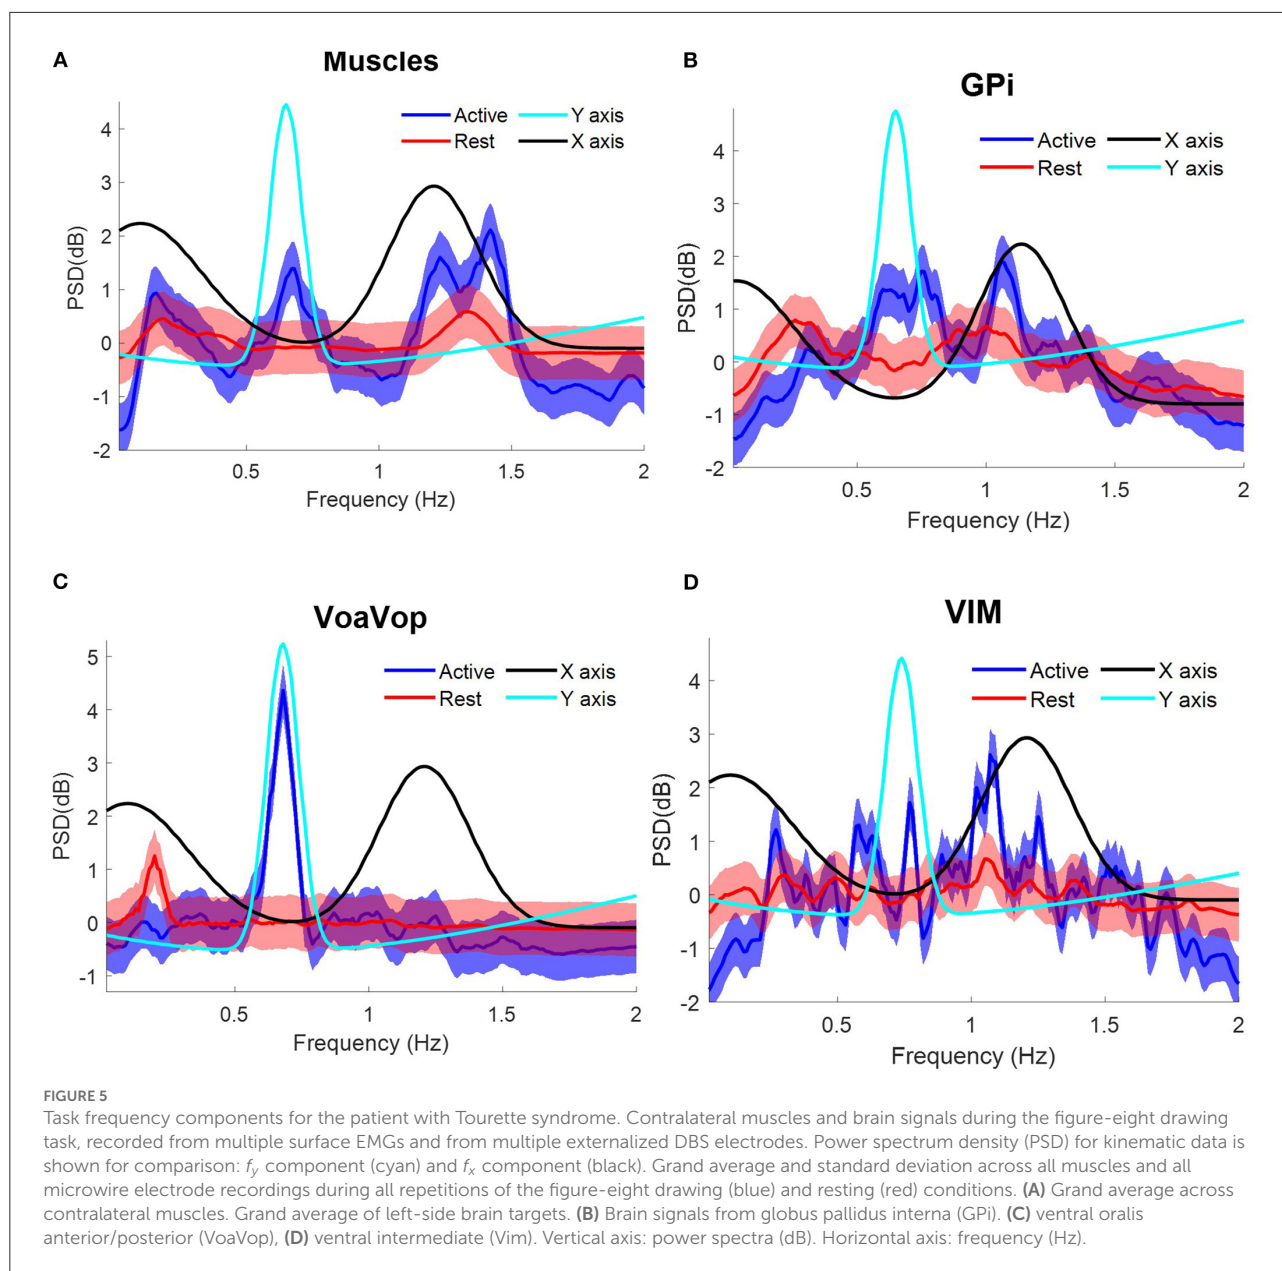 A
Muscles
Active
Y axis
Rest
X axis
4
3
2
1
0
-1
-2
PSD(dB)
0.5
1
1.5
2
Frequency (Hz)
B
GPi
Active
X axis
Rest
Y axis
4
3
2
1
0
-1
-2
PSD(dB)
0.5
1
1.5
2
Frequency (Hz)
C
VoaVop
Active
X axis
Rest
Y axis
5
4
3
2
1
0
-1
PSD(dB)
0.5
1
1.5
2
Frequency (Hz)
D
VIM
Active
X axis
Rest
Y axis
4
3
2
1
0
-1
-2
PSD(dB)
0.5
1
1.5
2
Frequency (Hz)
FIGURE 5
Task frequency components for the patient with Tourette syndrome. Contralateral muscles and brain signals during the figure-eight drawing
task, recorded from multiple surface EMGs and from multiple externalized DBS electrodes. Power spectrum density (PSD) for kinematic data is
shown for comparison: fy component (cyan) and fx component (black). Grand average and standard deviation across all muscles and all
microwire electrode recordings during all repetitions of the figure-eight drawing (blue) and resting (red) conditions. (A) Grand average across
contralateral muscles. Grand average of left-side brain targets. (B) Brain signals from globus pallidus interna (GPi). (C) ventral oralis
anterior/posterior (VoaVop), (D) ventral intermediate (Vim). Vertical axis: power spectra (dB). Horizontal axis: frequency (Hz).